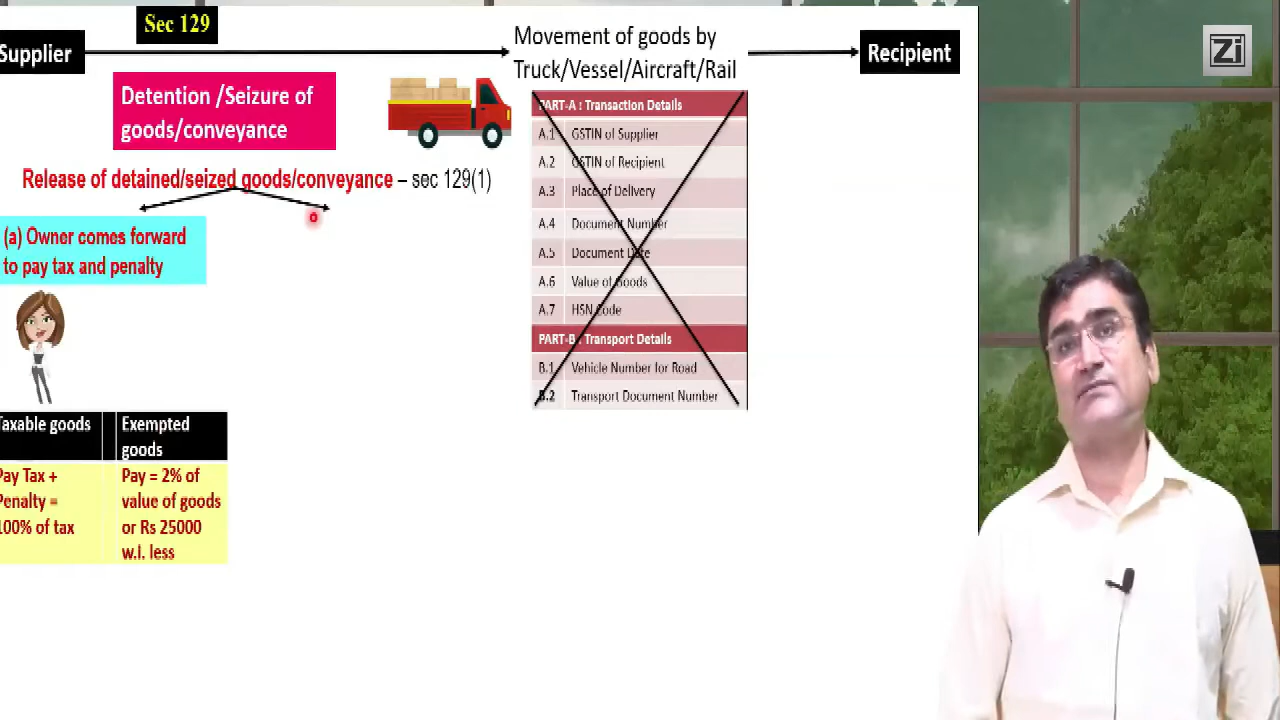 Sec 129
Supplier
Movement of goods by
Truck/Vessel/Aircraft/Rail
Recipient
Zi
Detention /Seizure of
goods/conveyance
Release of detained/seized goods/conveyance – sec 129(1)
(a) Owner comes forward
to pay tax and penalty
Taxable goods
Exempted
goods
Pay Tax +
Penalty =
100% of tax
Pay = 2% of
value of goods
or Rs 25000
w.i. less
PART-A : Transaction Details
A.1 GSTIN of Supplier
A.2 GSTIN of Recipient
A.3 Place of Delivery
A.4 Document Number
A.5 Document Date
A.6 Value of Goods
A.7 HSN Code
PART-B : Transport Details
B.1 Vehicle Number for Road
B.2 Transport Document Number